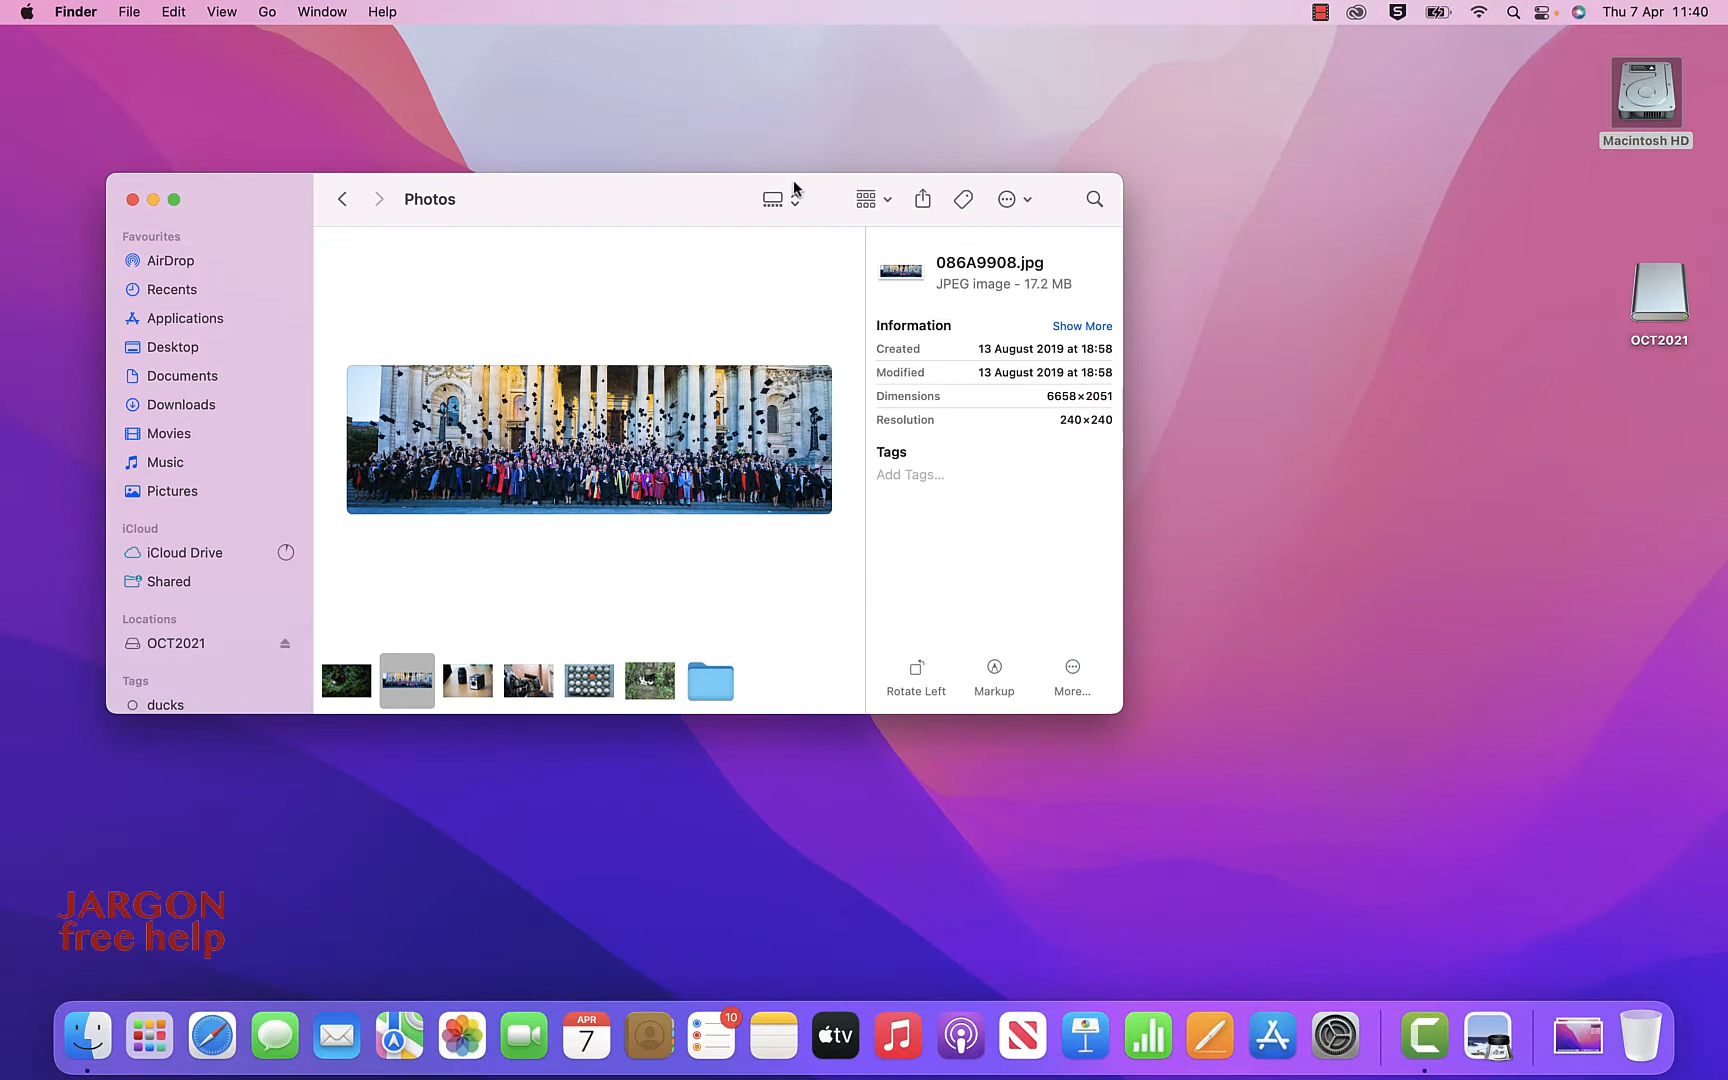 Finder File Edit View Go Window Help
Thu 7 Apr 11:40
Macintosh HD
OCT2021
Photos
Favourites
AirDrop
Recents
Applications
Desktop
Documents
Downloads
Movies
Music
Pictures
iCloud
iCloud Drive
Shared
Locations
OCT2021
Tags
ducks
086A9908.jpg
JPEG image - 17.2 MB
Information Show More
Created 13 August 2019 at 18:58
Modified 13 August 2019 at 18:58
Dimensions 6658×2051
Resolution 240×240
Tags
Add Tags...
Rotate Left Markup More...
JARGON
free help
APR
7
10
tv